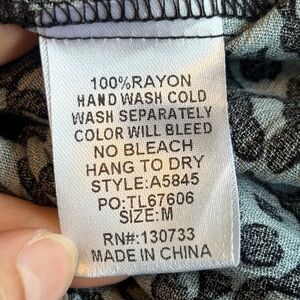 100%RAYON
HAND WASH COLD
WASH SEPARATELY
COLOR WILL BLEED
NO BLEACH
HANG TO DRY
STYLE:A5845
PO:TL67606
SIZE:M
RN#:130733
MADE IN CHINA